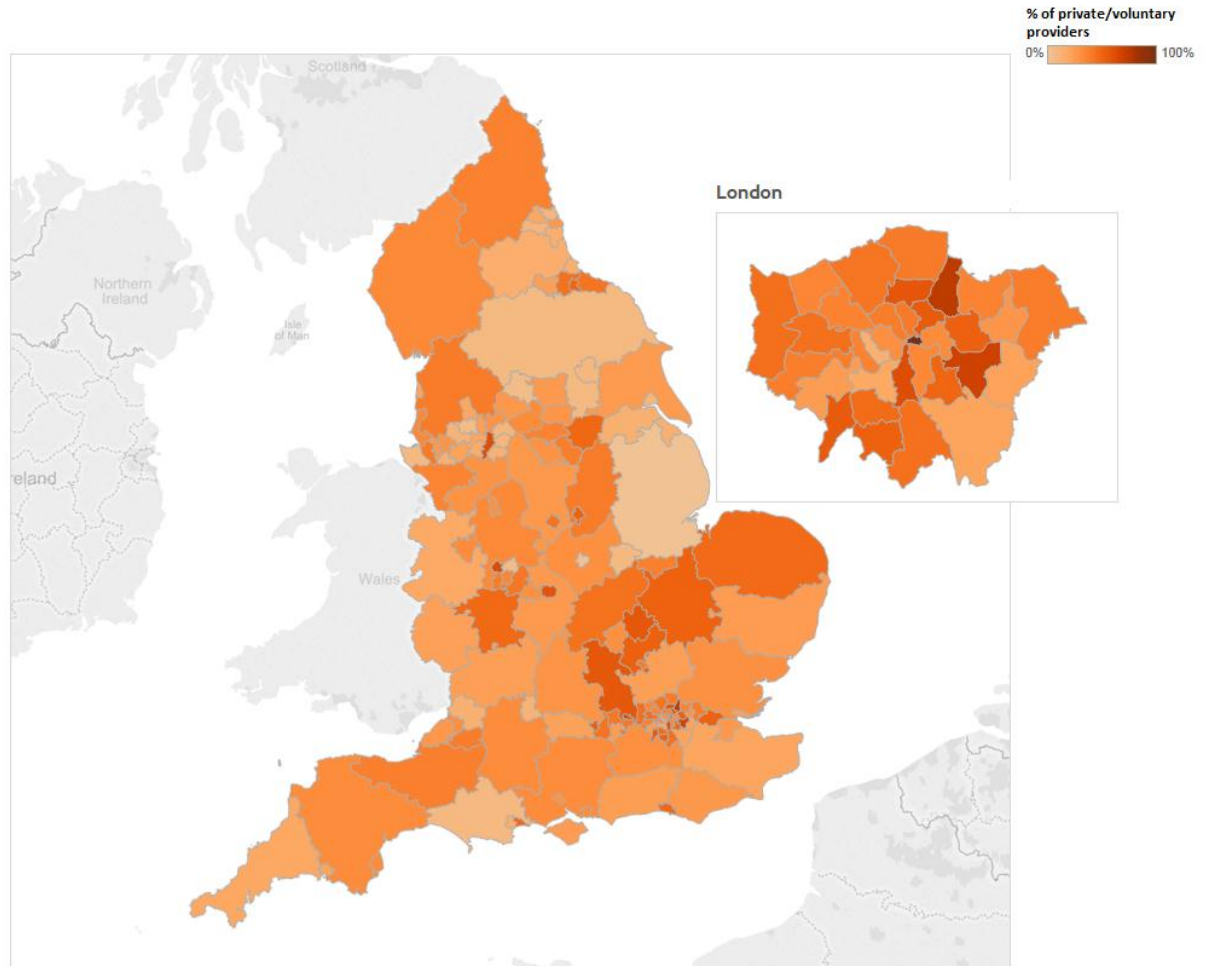 % of private/voluntary
providers
0% 100%
Scotland
London
Northern
Ireland
Isle
of Man
reland
Wales